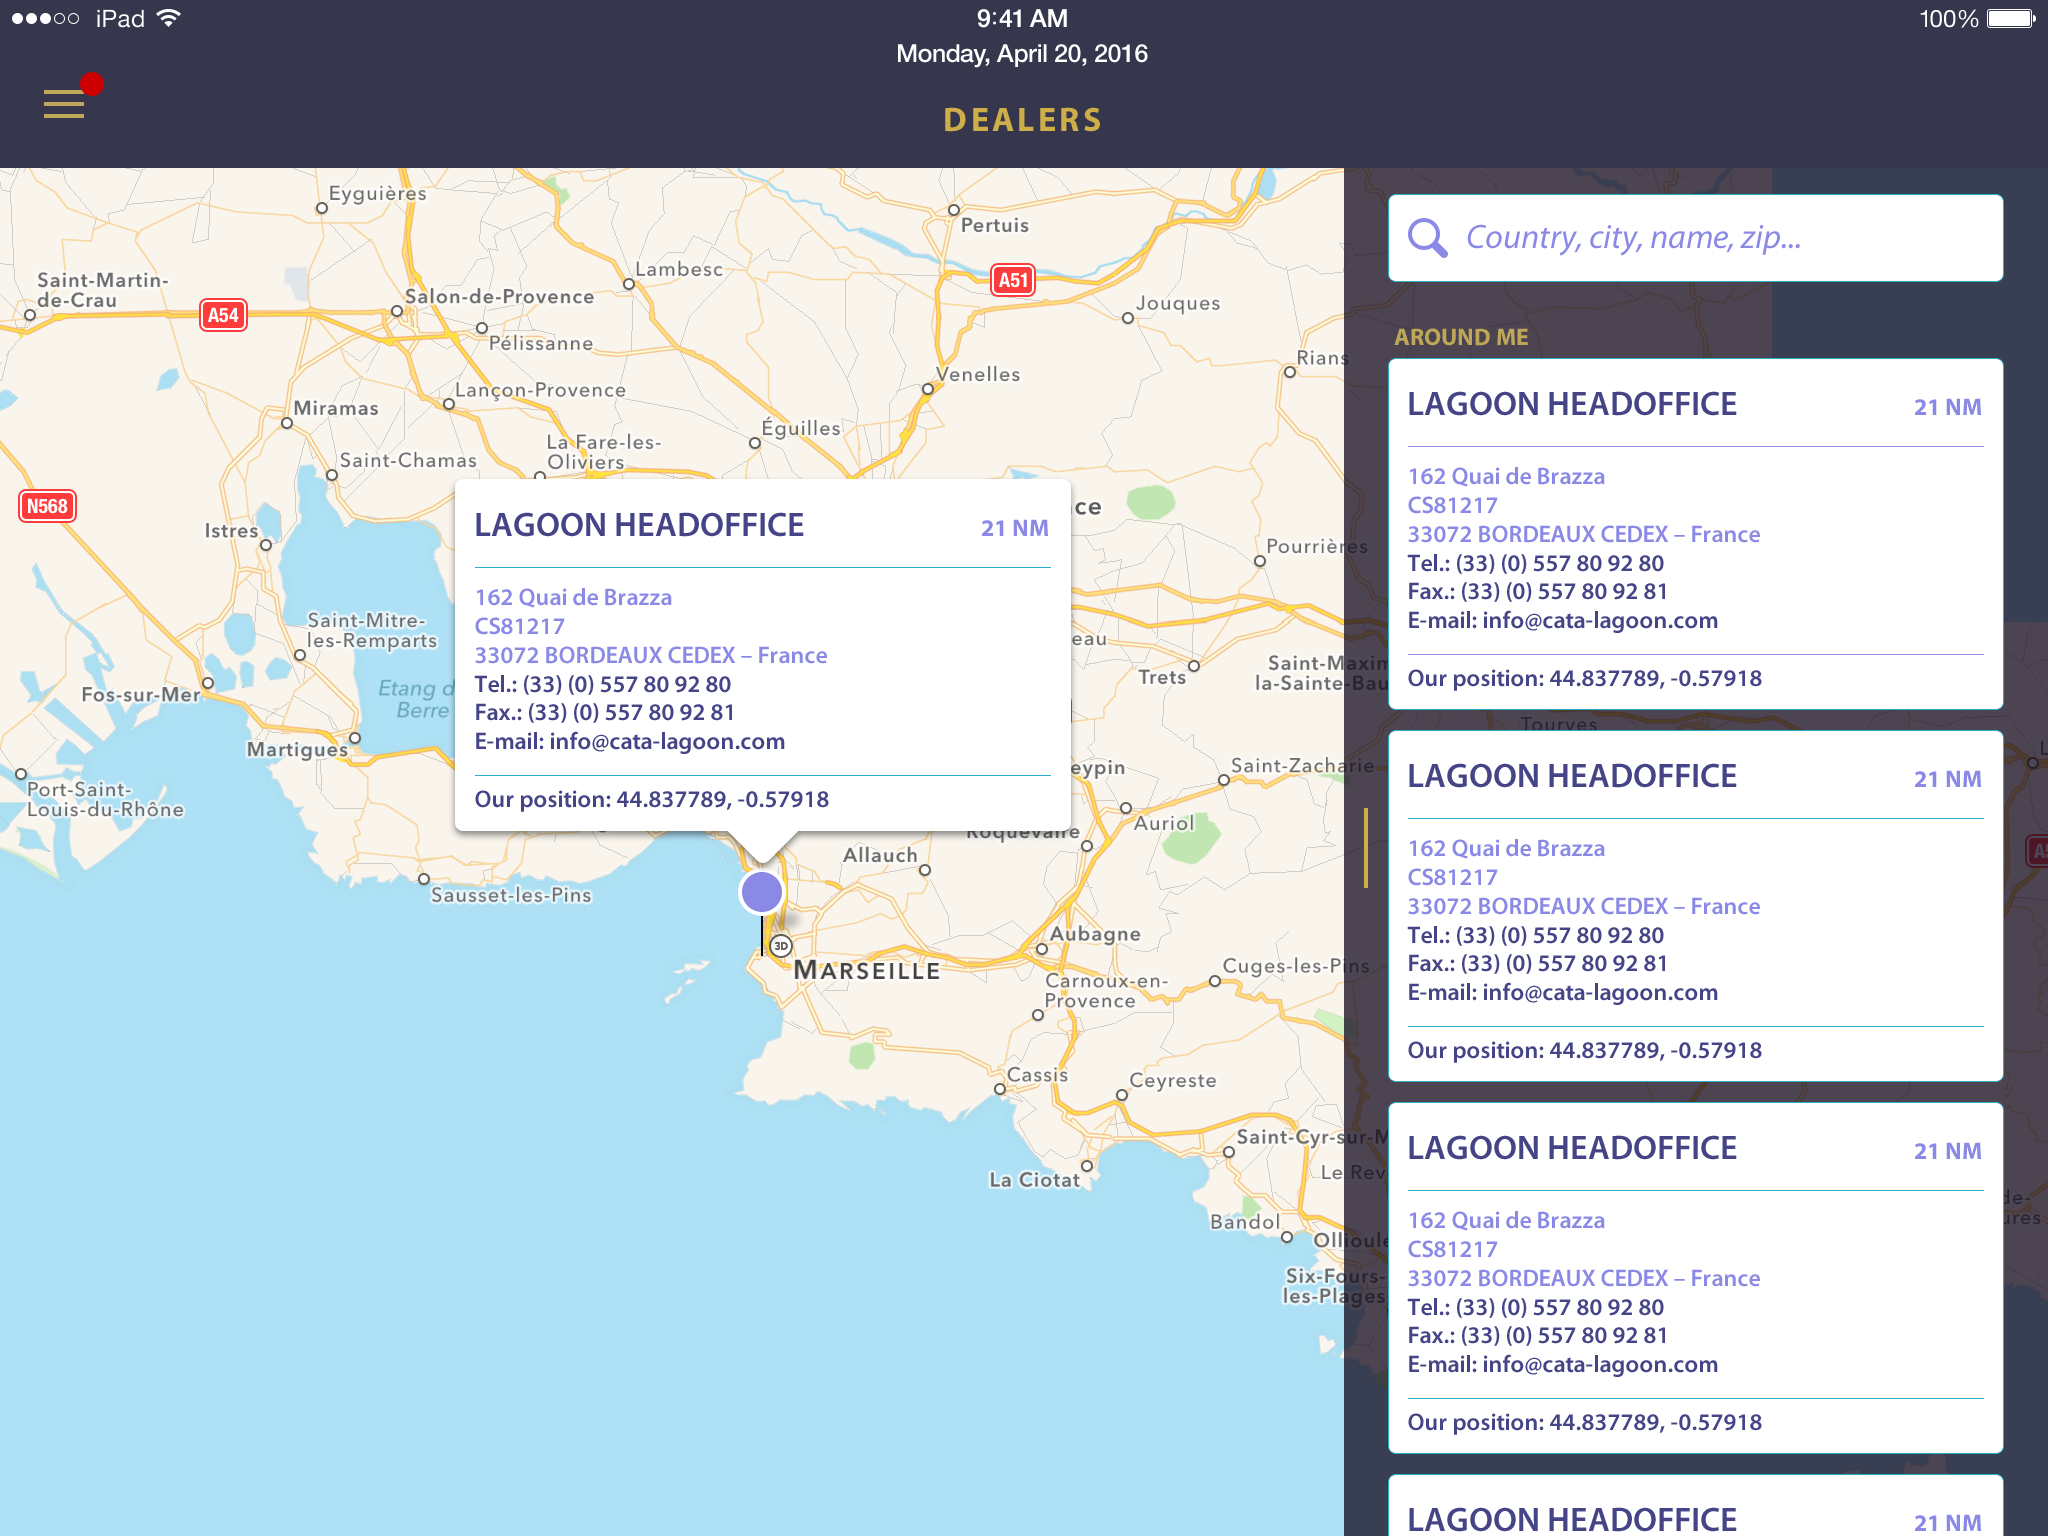 iPad
9:41 AM
100%
Monday, April 20, 2016
DEALERS
Eyguières
Pertuis
Lambesc
Saint-Martin-
de-Crau
Salon-de-Provence
A51
Jouques
A54
Pélissanne
Rians
Venelles
Lançon-Provence
Miramas
Éguilles
La Fare-les-
Oliviers
Saint-Chamas
N568
Istres
ce
Pourrières
LAGOON HEADOFFICE
21 NM
162 Quai de Brazza
CS81217
33072 BORDEAUX CEDEX – France
Tel.: (33) (0) 557 80 92 80
Fax.: (33) (0) 557 80 92 81
E-mail: info@cata-lagoon.com
Our position: 44.837789, -0.57918
Saint-Mitre-
les-Remparts
Etang d
Berre
Fos-sur-Mer
Martigues
Port-Saint-
Louis-du-Rhône
eau
Trets
Saint-Maxim
la-Sainte-Bau
eypin
Saint-Zacharie
Roquevaire
Auriol
Allauch
Sausset-les-Pins
3D
MARSEILLE
Aubagne
Cuges-les-Pins
Carnoux-en-
Provence
Cassis
Ceyreste
Saint-Cyr-sur-M
La Ciotat
Le Rev
Bandol
Ollioule
Six-Fours-
les-Plages
Country, city, name, zip...
AROUND ME
LAGOON HEADOFFICE
21 NM
162 Quai de Brazza
CS81217
33072 BORDEAUX CEDEX – France
Tel.: (33) (0) 557 80 92 80
Fax.: (33) (0) 557 80 92 81
E-mail: info@cata-lagoon.com
Our position: 44.837789, -0.57918
Tourves
LAGOON HEADOFFICE
21 NM
162 Quai de Brazza
CS81217
33072 BORDEAUX CEDEX – France
Tel.: (33) (0) 557 80 92 80
Fax.: (33) (0) 557 80 92 81
E-mail: info@cata-lagoon.com
Our position: 44.837789, -0.57918
LAGOON HEADOFFICE
21 NM
162 Quai de Brazza
CS81217
33072 BORDEAUX CEDEX – France
Tel.: (33) (0) 557 80 92 80
Fax.: (33) (0) 557 80 92 81
E-mail: info@cata-lagoon.com
Our position: 44.837789, -0.57918
LAGOON HEADOFFICE
21 NM